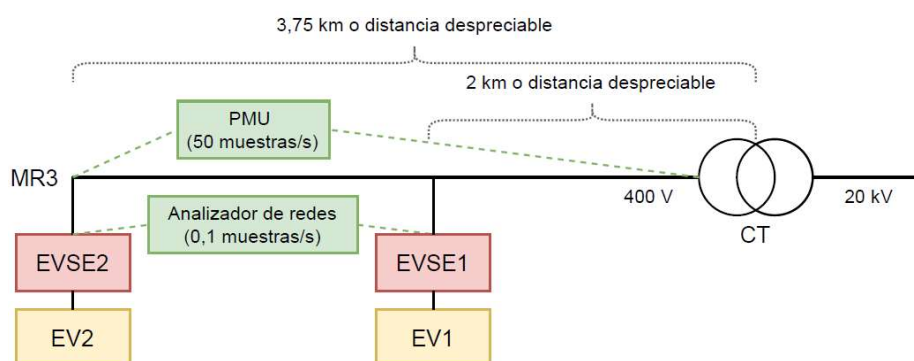 3,75 km o distancia despreciable
2 km o distancia despreciable
PMU
(50 muestras/s)
MR3
400 V
20 kV
CT
Analizador de redes
(0,1 muestras/s)
EVSE2
EVSE1
EV2
EV1